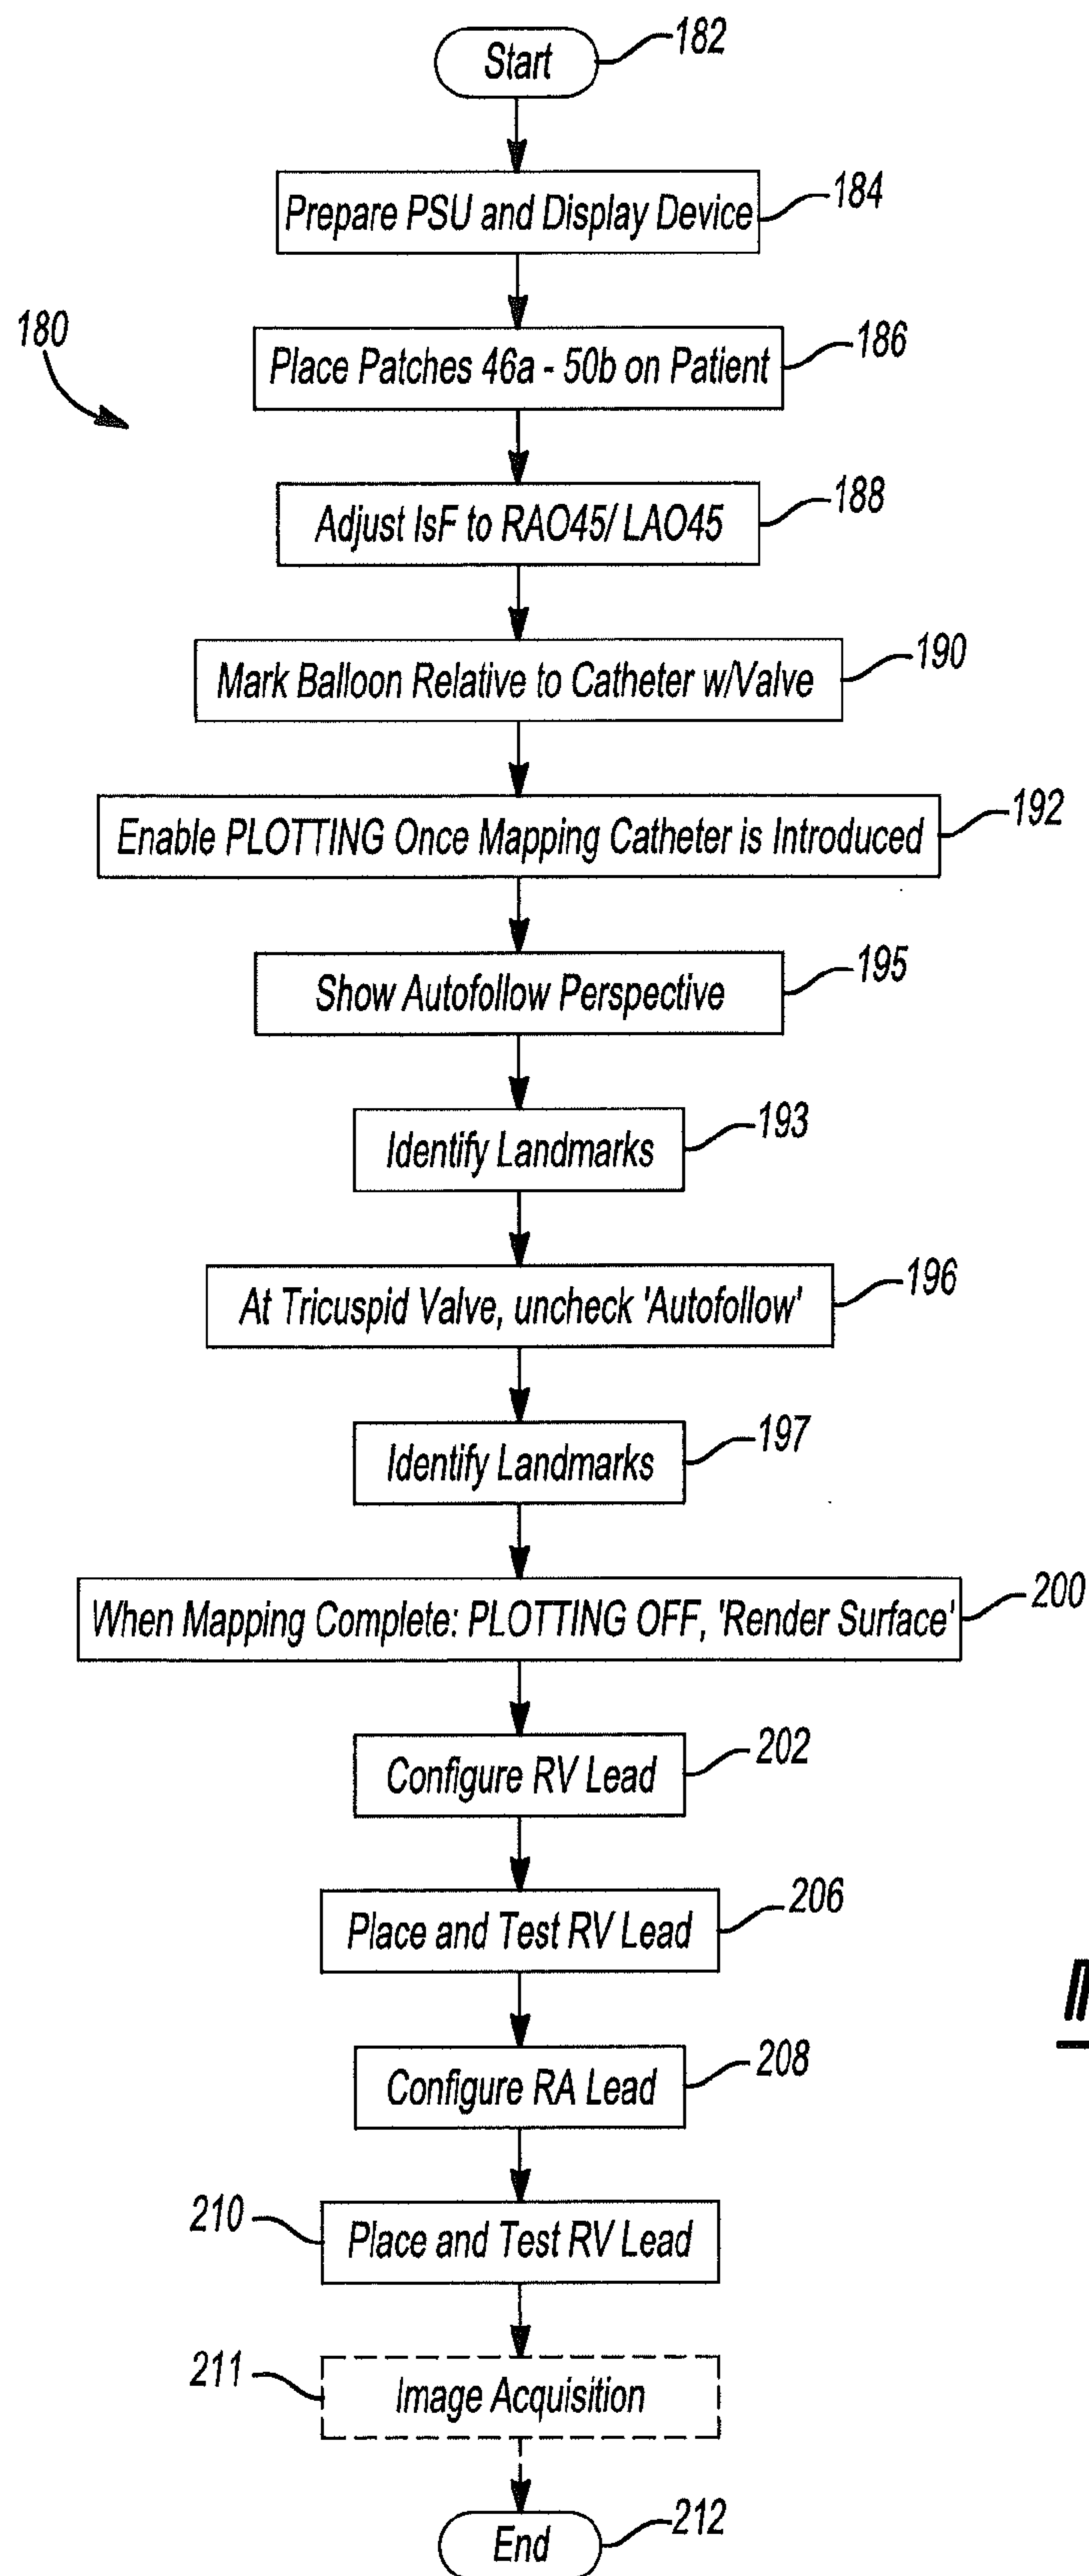 Start
182
Prepare PSU and Display Device
184
180
Place Patches 46a - 50b on Patient
186
Adjust IsF to RAO45/ LAO45
188
Mark Balloon Relative to Catheter w/Valve
190
Enable PLOTTING Once Mapping Catheter is Introduced
192
Show Autofollow Perspective
195
Identify Landmarks
193
At Tricuspid Valve, uncheck 'Autofollow'
196
Identify Landmarks
197
When Mapping Complete: PLOTTING OFF, 'Render Surface'
200
Configure RV Lead
202
Place and Test RV Lead
206
Configure RA Lead
208
210
Place and Test RV Lead
211
Image Acquisition
End
212